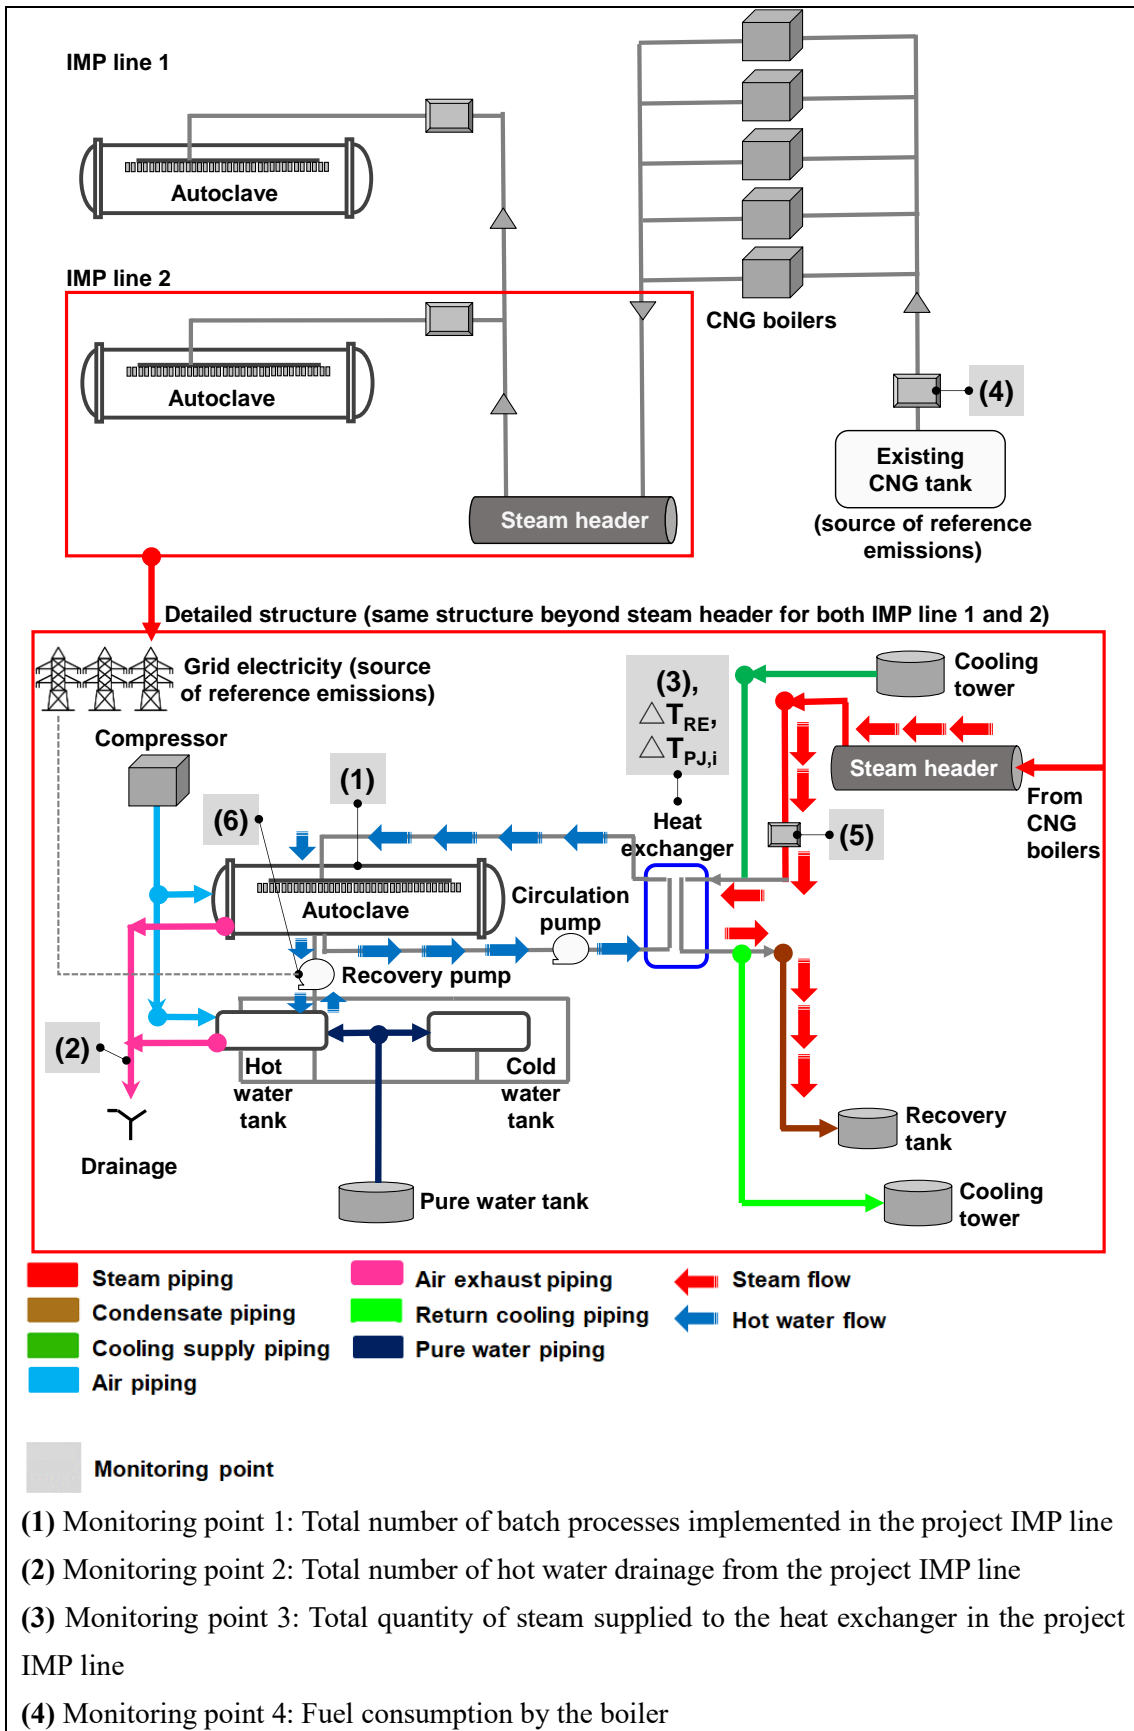 IMP line 1
Autoclave
IMP line 2
Autoclave
CNG boilers
(4)
Existing
CNG tank
(source of reference
emissions)
Steam header
Detailed structure (same structure beyond steam header for both IMP line 1 and 2)
Grid electricity (source
of reference emissions)
Compressor
(1)
(6)
(3),
△TRE,
△TPJ,i
Heat
exchanger
Cooling
tower
Steam header
From
CNG
boilers
(5)
Autoclave
Circulation
pump
Recovery pump
(2)
Hot
water
tank
Cold
water
tank
Drainage
Pure water tank
Recovery
tank
Cooling
tower
Steam piping
Air exhaust piping
Steam flow
Condensate piping
Return cooling piping
Hot water flow
Cooling supply piping
Pure water piping
Air piping
Monitoring point
(1) Monitoring point 1: Total number of batch processes implemented in the project IMP line
(2) Monitoring point 2: Total number of hot water drainage from the project IMP line
(3) Monitoring point 3: Total quantity of steam supplied to the heat exchanger in the project
IMP line
(4) Monitoring point 4: Fuel consumption by the boiler